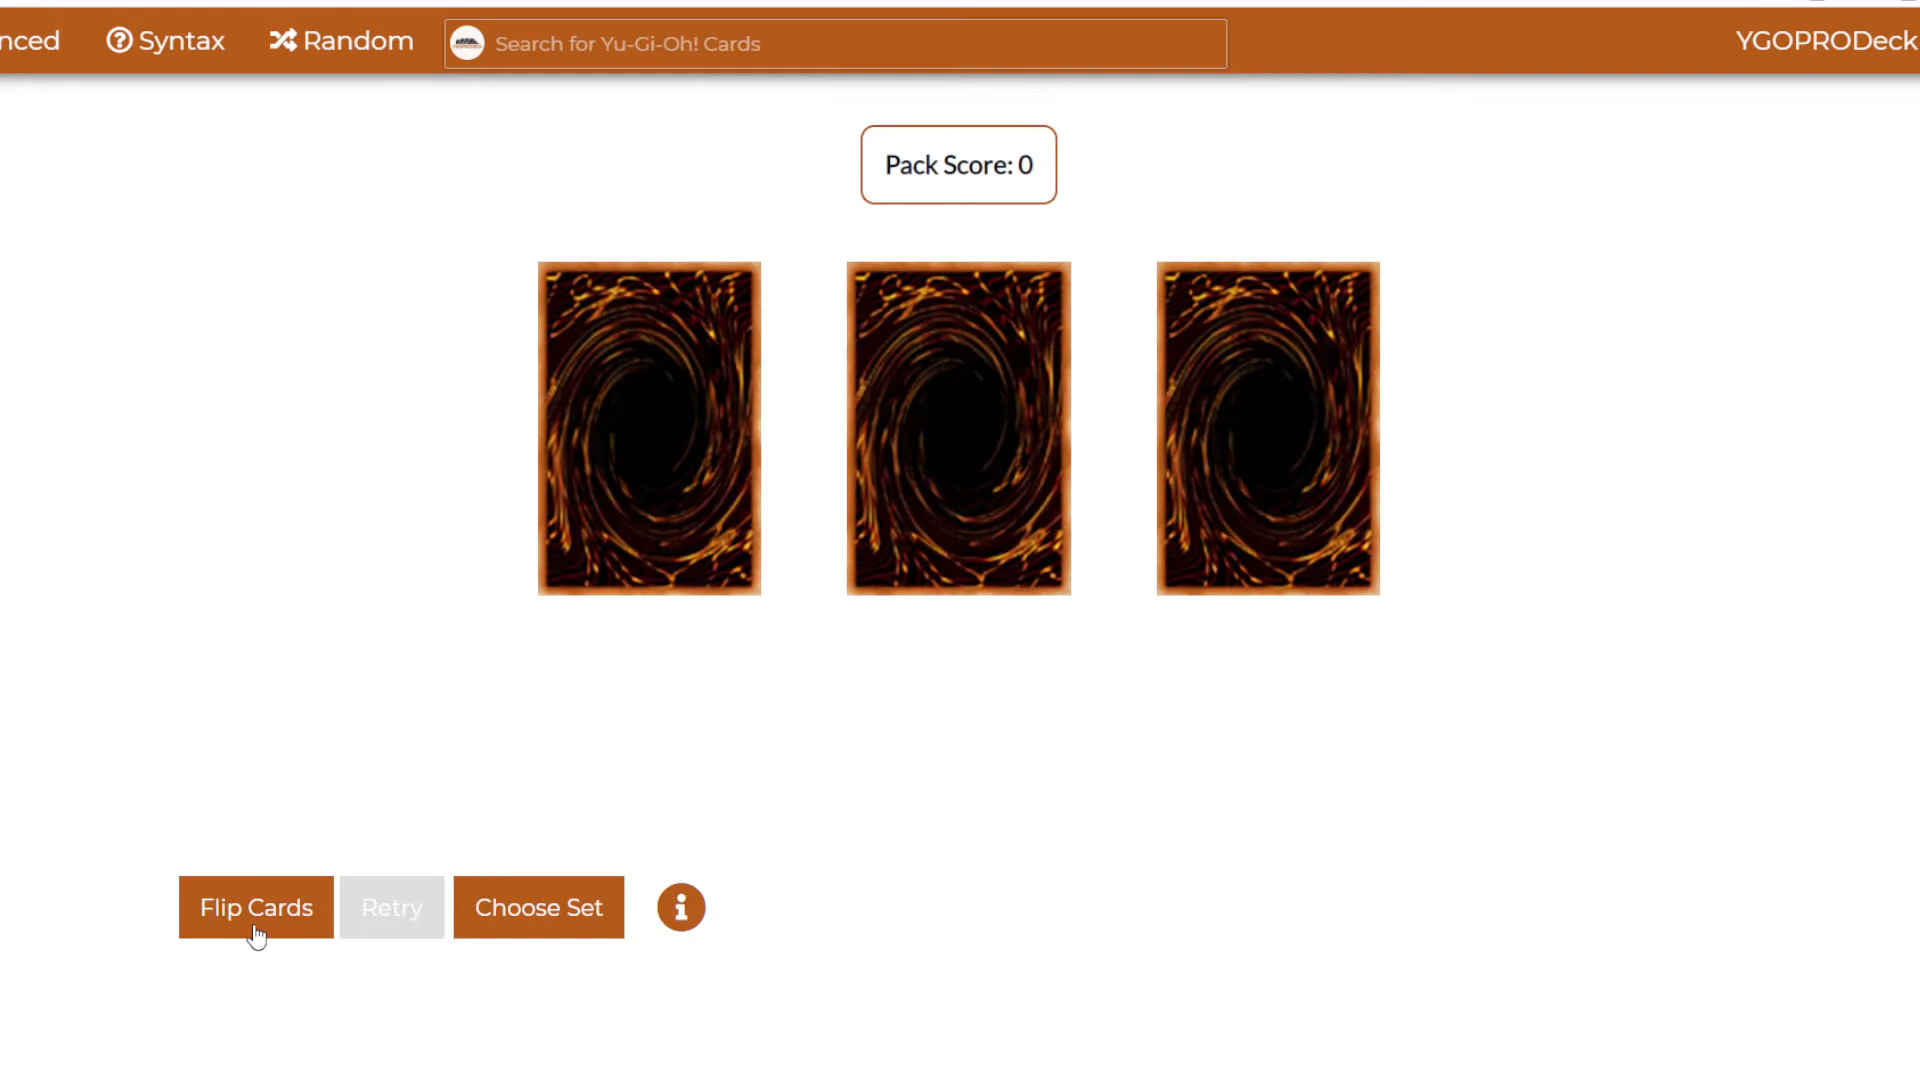 nced
Syntax
Random
Search for Yu-Gi-Oh! Cards
YGOPRODeck
Pack Score: 0
Flip Cards
Retry
Choose Set